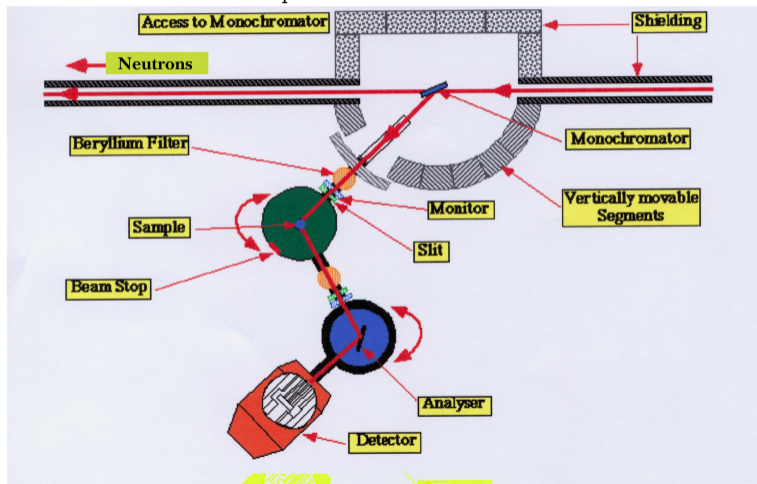 Access to Monochromator
Shielding
Neutrons
Monochromator
Beryllium Filter
Vertically movable
Segments
Monitor
Sample
Slit
Beam Stop
Analyser
Detector